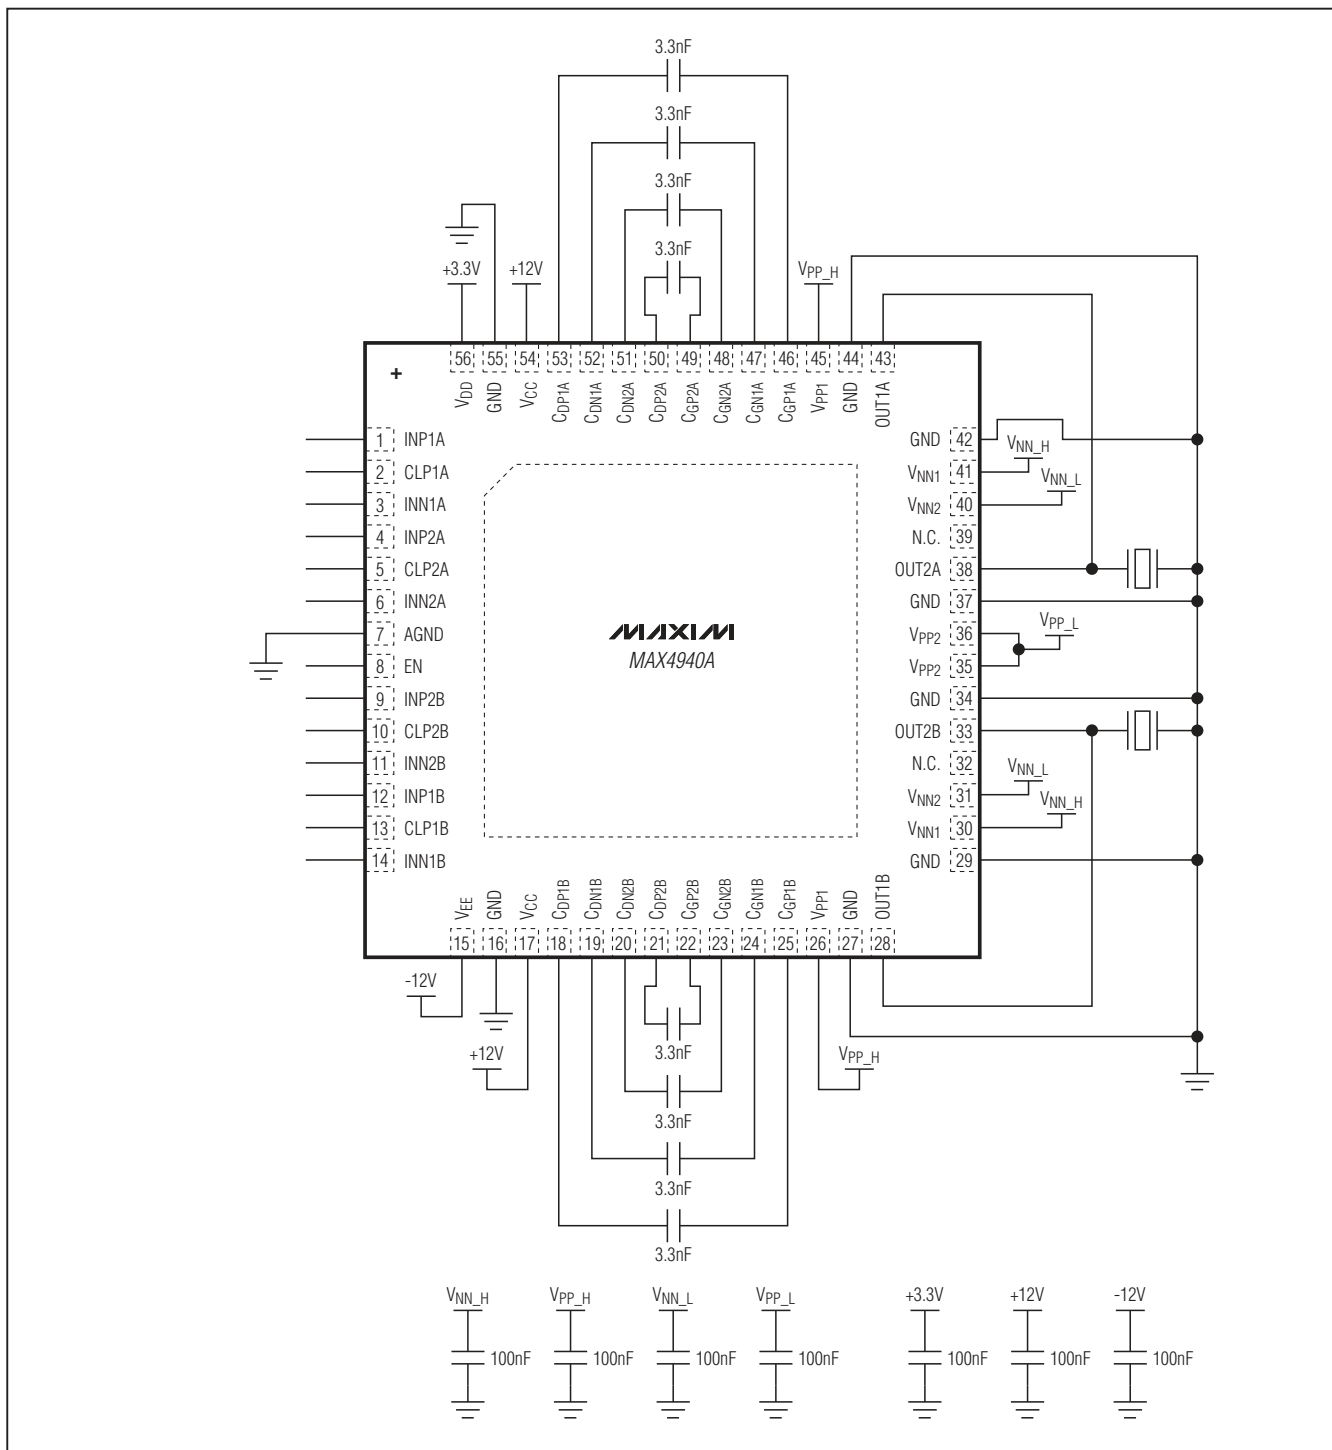 3.3nF
3.3nF
3.3nF
3.3nF
+3.3V
+12V
VPP_H
56 55 54 53 52 51 50 49 48 47 46 45 44 43
VDD GND VCC CDP1A CDN1A CDN2A CDP2A CGP2A CGN2A CGN1A CGP1A VPP1 GND OUT1A
+
1 INP1A
2 CLP1A
3 INN1A
4 INP2A
5 CLP2A
6 INN2A
7 AGND
8 EN
9 INP2B
10 CLP2B
11 INN2B
12 INP1B
13 CLP1B
14 INN1B
MAXIM
MAX4940A
GND 42
VNN_H
VNN1 41
VNN_L
VNN2 40
N.C. 39
OUT2A 38
GND 37
VPP_L
VPP2 36
VPP2 35
GND 34
OUT2B 33
N.C. 32
VNN_L
VNN2 31
VNN_H
VNN1 30
GND 29
VEE GND VCC CDP1B CDN1B CDN2B CDP2B CGP2B CGN2B CGN1B CGP1B VPP1 GND OUT1B
15 16 17 18 19 20 21 22 23 24 25 26 27 28
-12V
+12V
3.3nF
VPP_H
3.3nF
3.3nF
3.3nF
VNN_H VPP_H VNN_L VPP_L +3.3V +12V -12V
100nF 100nF 100nF 100nF 100nF 100nF 100nF